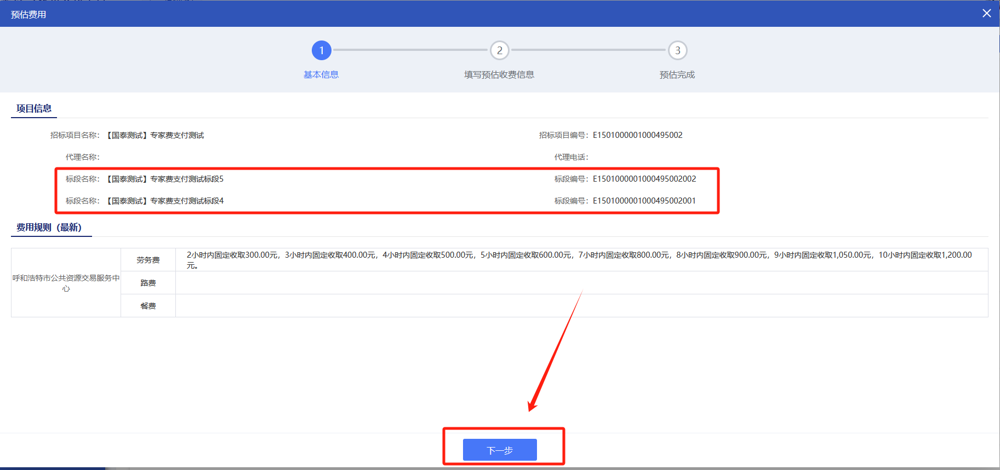 预估费用
1
2
3
基本信息
填写预估收费信息
预估完成
项目信息
招标项目名称：【国泰测试】专家费支付测试
招标项目编号：E1501000001000495002
代理名称：
代理电话：
标段名称：【国泰测试】专家费支付测试标段5
标段编号：E1501000001000495002002
标段名称：【国泰测试】专家费支付测试标段4
标段编号：E1501000001000495002001
费用规则（最新）
呼和浩特市公共资源交易服务中
心
劳务费
2小时内固定收取300.00元，3小时内固定收取400.00元，4小时内固定收取500.00元，5小时内固定收取600.00元，7小时内固定收取800.00元，8小时内固定收取900.00元，9小时内固定收取1,050.00元，10小时内固定收取1,200.00
元。
路费
餐费
下一步